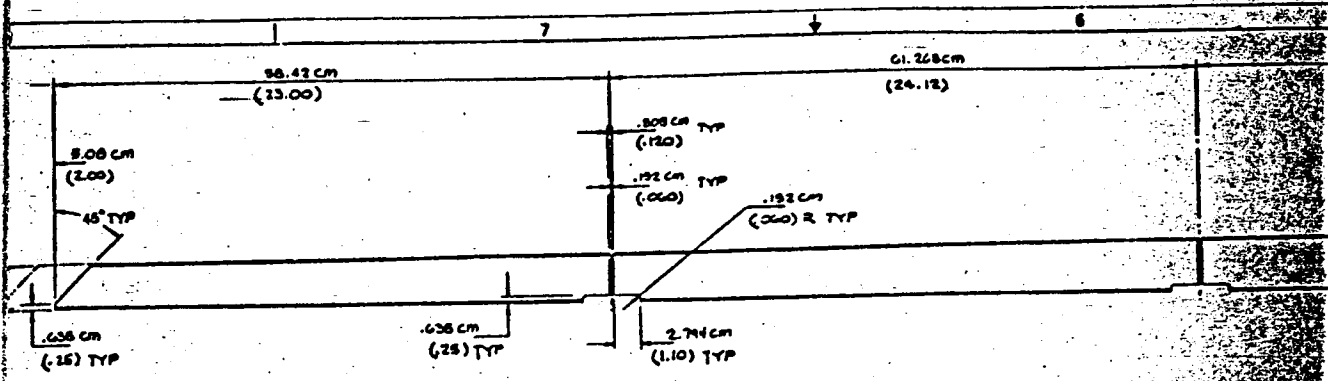 7
6
58.42 cm
(23.00)
61.268 cm
(24.12)
.305 cm TYP
(.120)
5.08 cm
(2.00)
.152 cm TYP
(.060)
45° TYP
.152 cm
(.060) R TYP
.635 cm
(.25) TYP
.635 cm
(.25) TYP
2.794 cm
(1.10) TYP